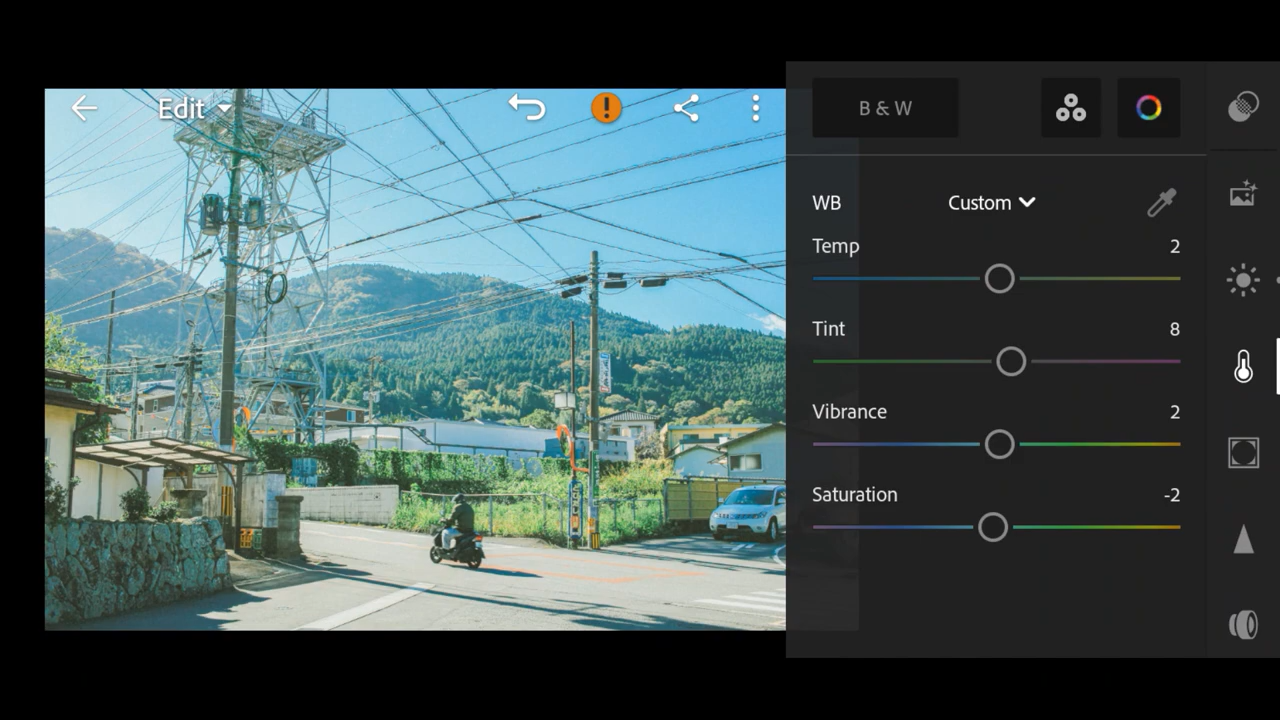 Edit
B & W
WB Custom
Temp 2
Tint 8
Vibrance 2
Saturation -2